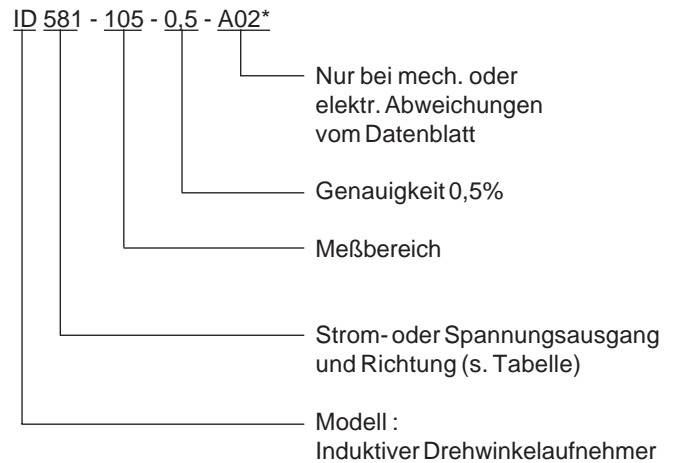 ID 581 - 105 - 0,5 - A02*
Nur bei mech. oder
elektr. Abweichungen
vom Datenblatt
Genauigkeit 0,5%
Meßbereich
Strom- oder Spannungsausgang
und Richtung (s. Tabelle)
Modell :
Induktiver Drehwinkelaufnehmer